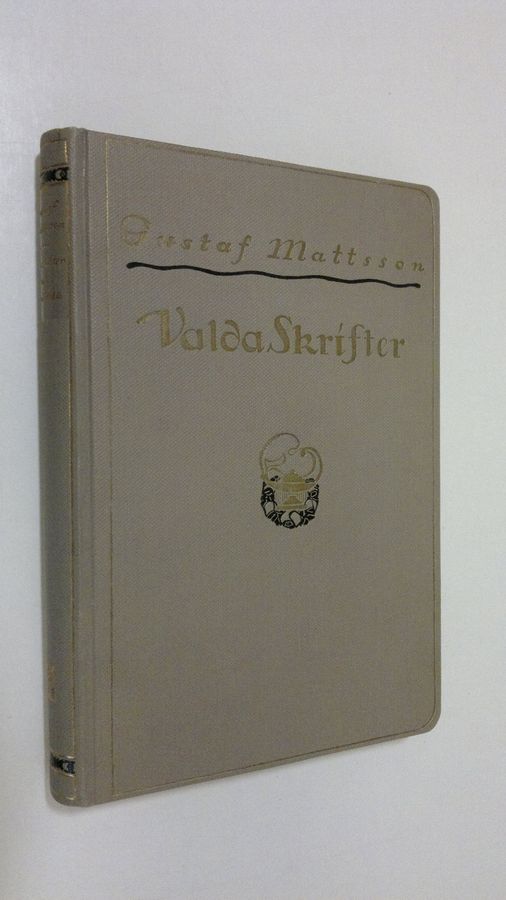 Gustaf Mattsson
Valda Skrifter